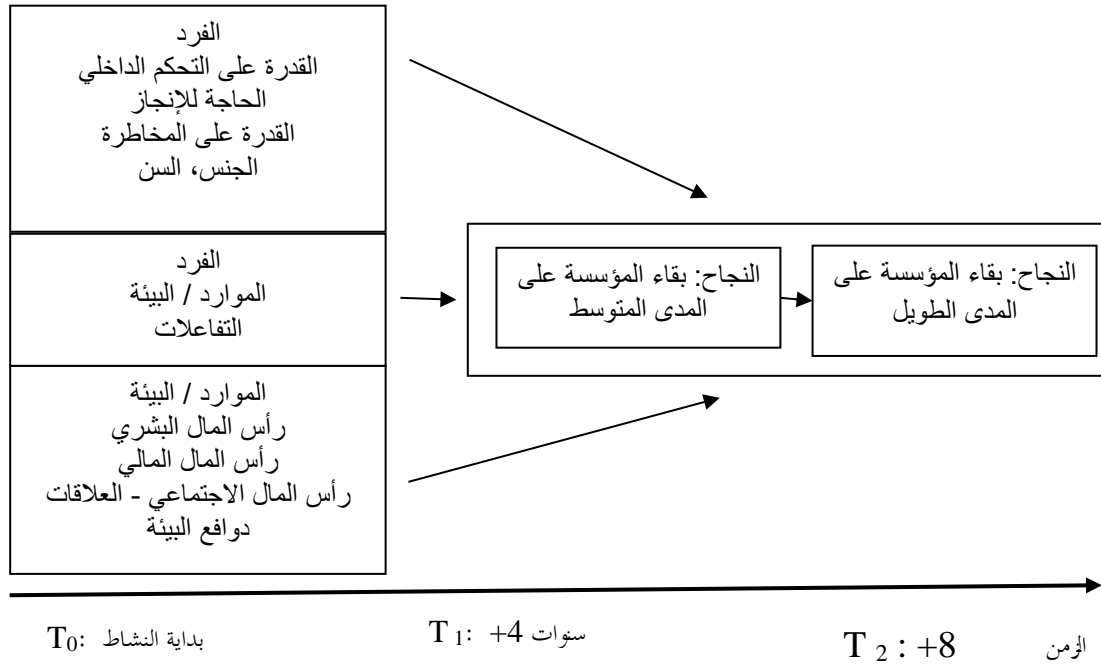 الفرد
القدرة على التحكم الداخلي
الحاجة للإنجاز
القدرة على المخاطرة
الجنس، السن
الفرد
الموارد / البيئة
التفاعلات
الموارد / البيئة
رأس المال البشري
رأس المال المالي
رأس المال الاجتماعي - العلاقات
دوافع البيئة
النجاح: بقاء المؤسسة على
المدى المتوسط
النجاح: بقاء المؤسسة على
المدى الطويل
T0: بداية النشاط
T 1: +4 سنوات
T 2 : +8
الزمن